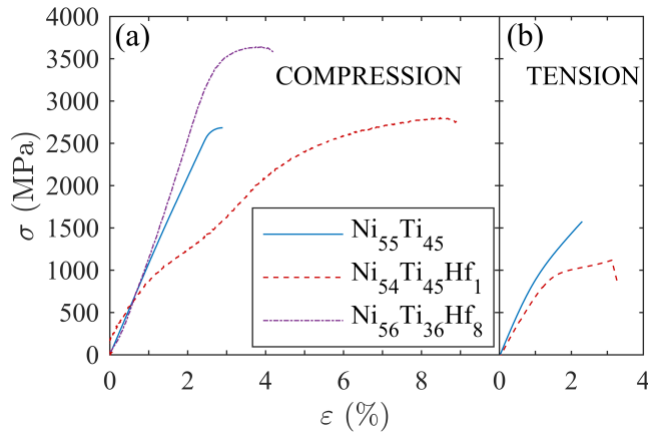 4000
3500
3000
2500
2000
1500
1000
500
0
σ (MPa)
(a)
COMPRESSION
(b)
TENSION
Ni₅₅Ti₄₅
Ni₅₄Ti₄₅Hf₁
Ni₅₆Ti₃₆Hf₈
0 2 4 6 8 0 2 4
ε (%)